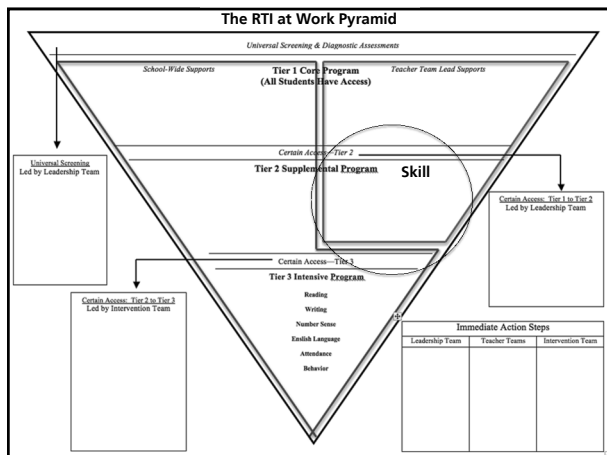 The RTI at Work Pyramid
Universal Screening & Diagnostic Assessments
School-Wide Supports
Teacher Team Lead Supports
Tier 1 Core Program
(All Students Have Access)
Certain Access—Tier 2
Tier 2 Supplemental Program
Skill
Universal Screening
Led by Leadership Team
Certain Access: Tier 1 to Tier 2
Led by Leadership Team
Certain Access—Tier 3
Tier 3 Intensive Program
Reading
Writing
Number Sense
Enslish Language
Attendance
Behavior
Certain Access: Tier 2 to Tier 3
Led by Intervention Team
Immediate Action Steps
Leadership Team
Teacher Teams
Intervention Team